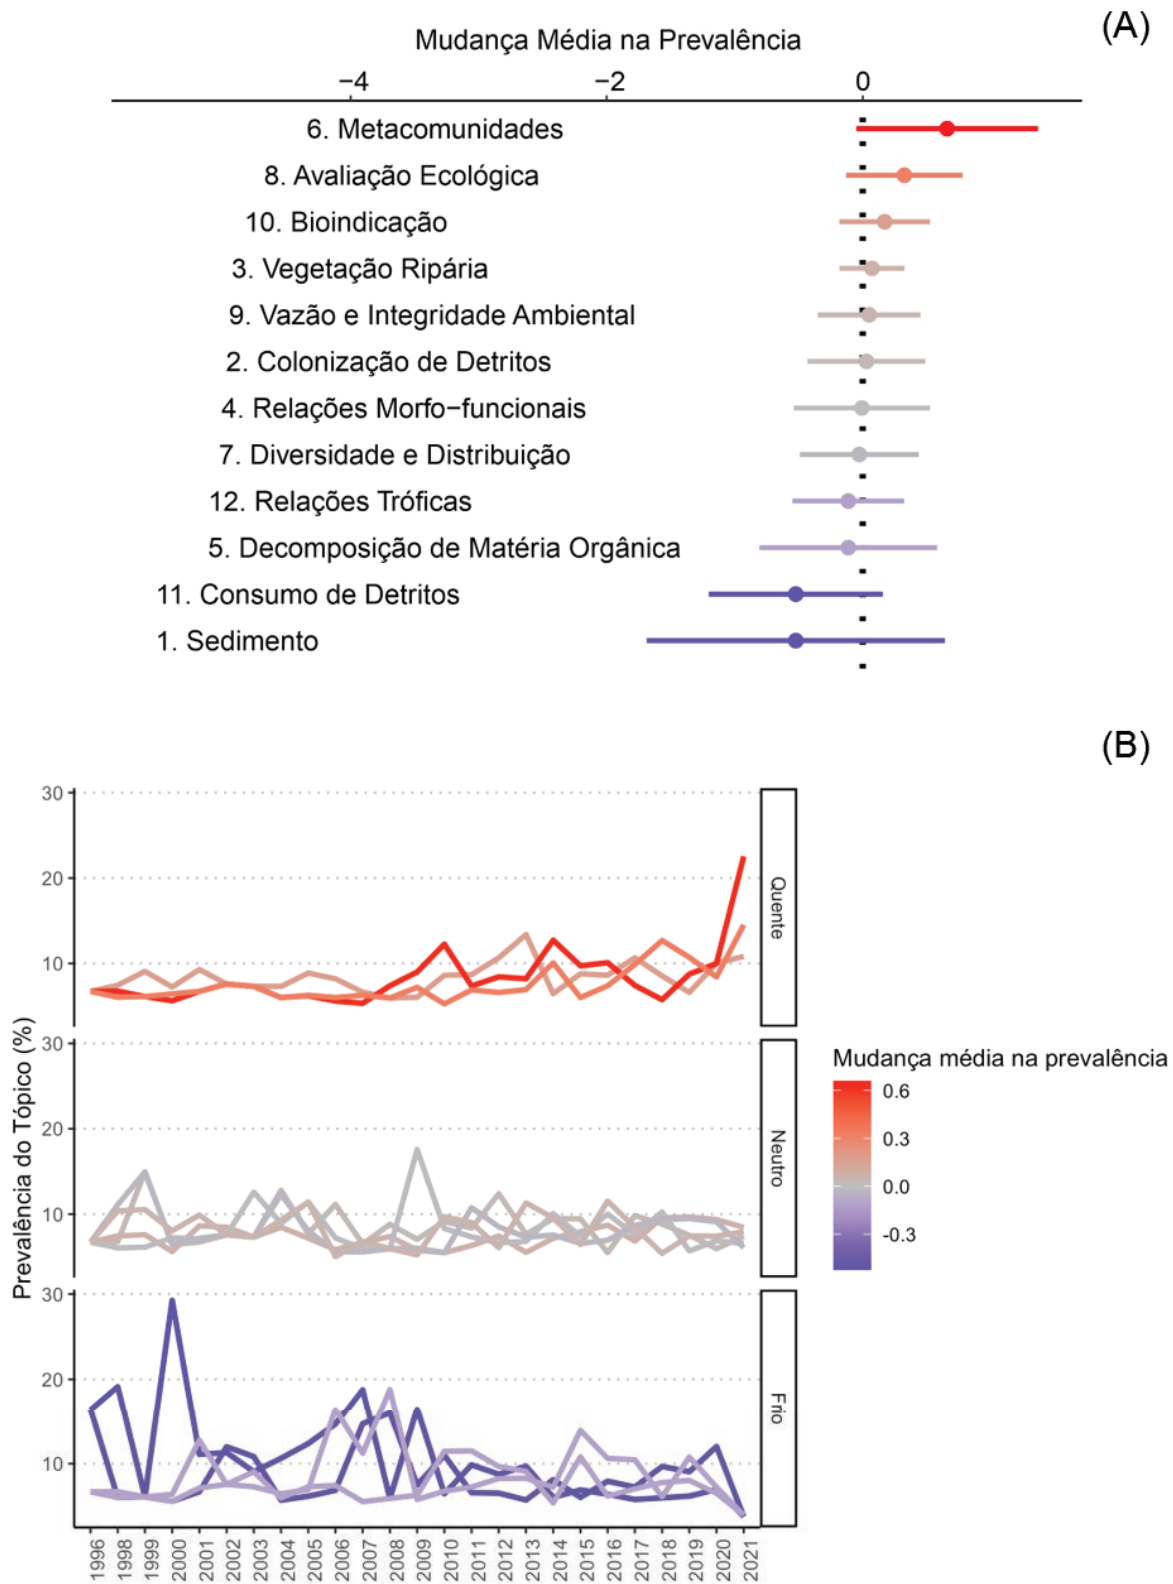 (A)
Mudança Média na Prevalência
−4 −2 0
6. Metacomunidades
8. Avaliação Ecológica
10. Bioindicação
3. Vegetação Ripária
9. Vazão e Integridade Ambiental
2. Colonização de Detritos
4. Relações Morfo−funcionais
7. Diversidade e Distribuição
12. Relações Tróficas
5. Decomposição de Matéria Orgânica
11. Consumo de Detritos
1. Sedimento
(B)
Prevalência do Tópico (%)
30
20
10
Quente
30
20
10
Neutro
30
20
10
Frio
1996 1998 1999 2000 2001 2002 2003 2004 2005 2006 2007 2008 2009 2010 2011 2012 2013 2014 2015 2016 2017 2018 2019 2020 2021
Mudança média na prevalência
0.6
0.3
0.0
-0.3